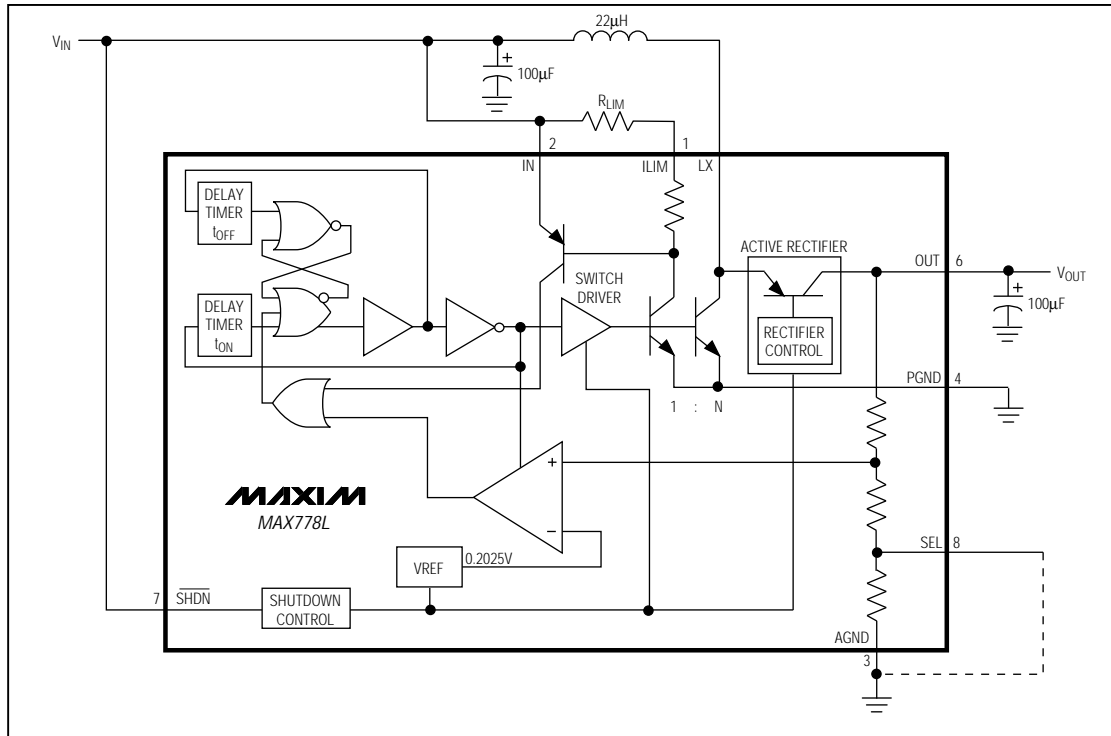 22μH
VIN
+
100μF
RLIM
2
1
IN
ILIM
LX
DELAY
TIMER
tOFF
ACTIVE RECTIFIER
OUT
6
VOUT
SWITCH
DRIVER
+
100μF
DELAY
TIMER
tON
RECTIFIER
CONTROL
PGND
4
1 : N
+
MAXIM
MAX778L
−
SEL
8
VREF
0.2025V
7
SHDN
SHUTDOWN
CONTROL
AGND
3